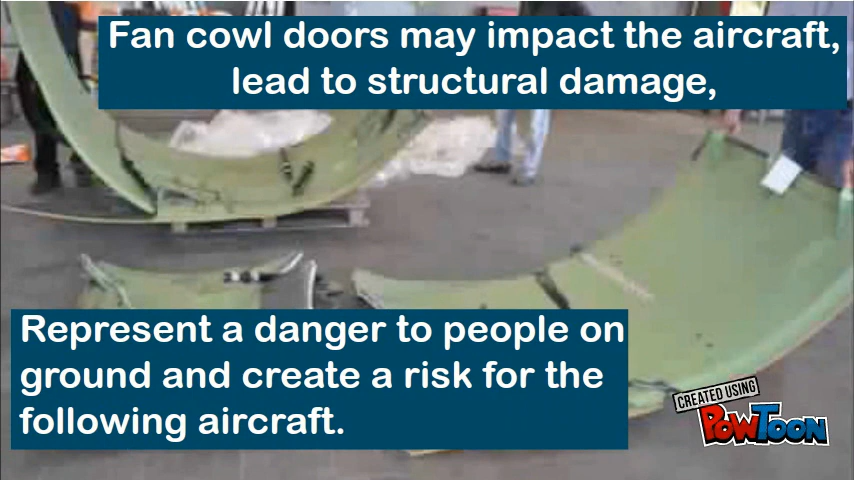 Fan cowl doors may impact the aircraft,
lead to structural damage,
Represent a danger to people on
ground and create a risk for the
following aircraft.
CREATED USING
POWTOON